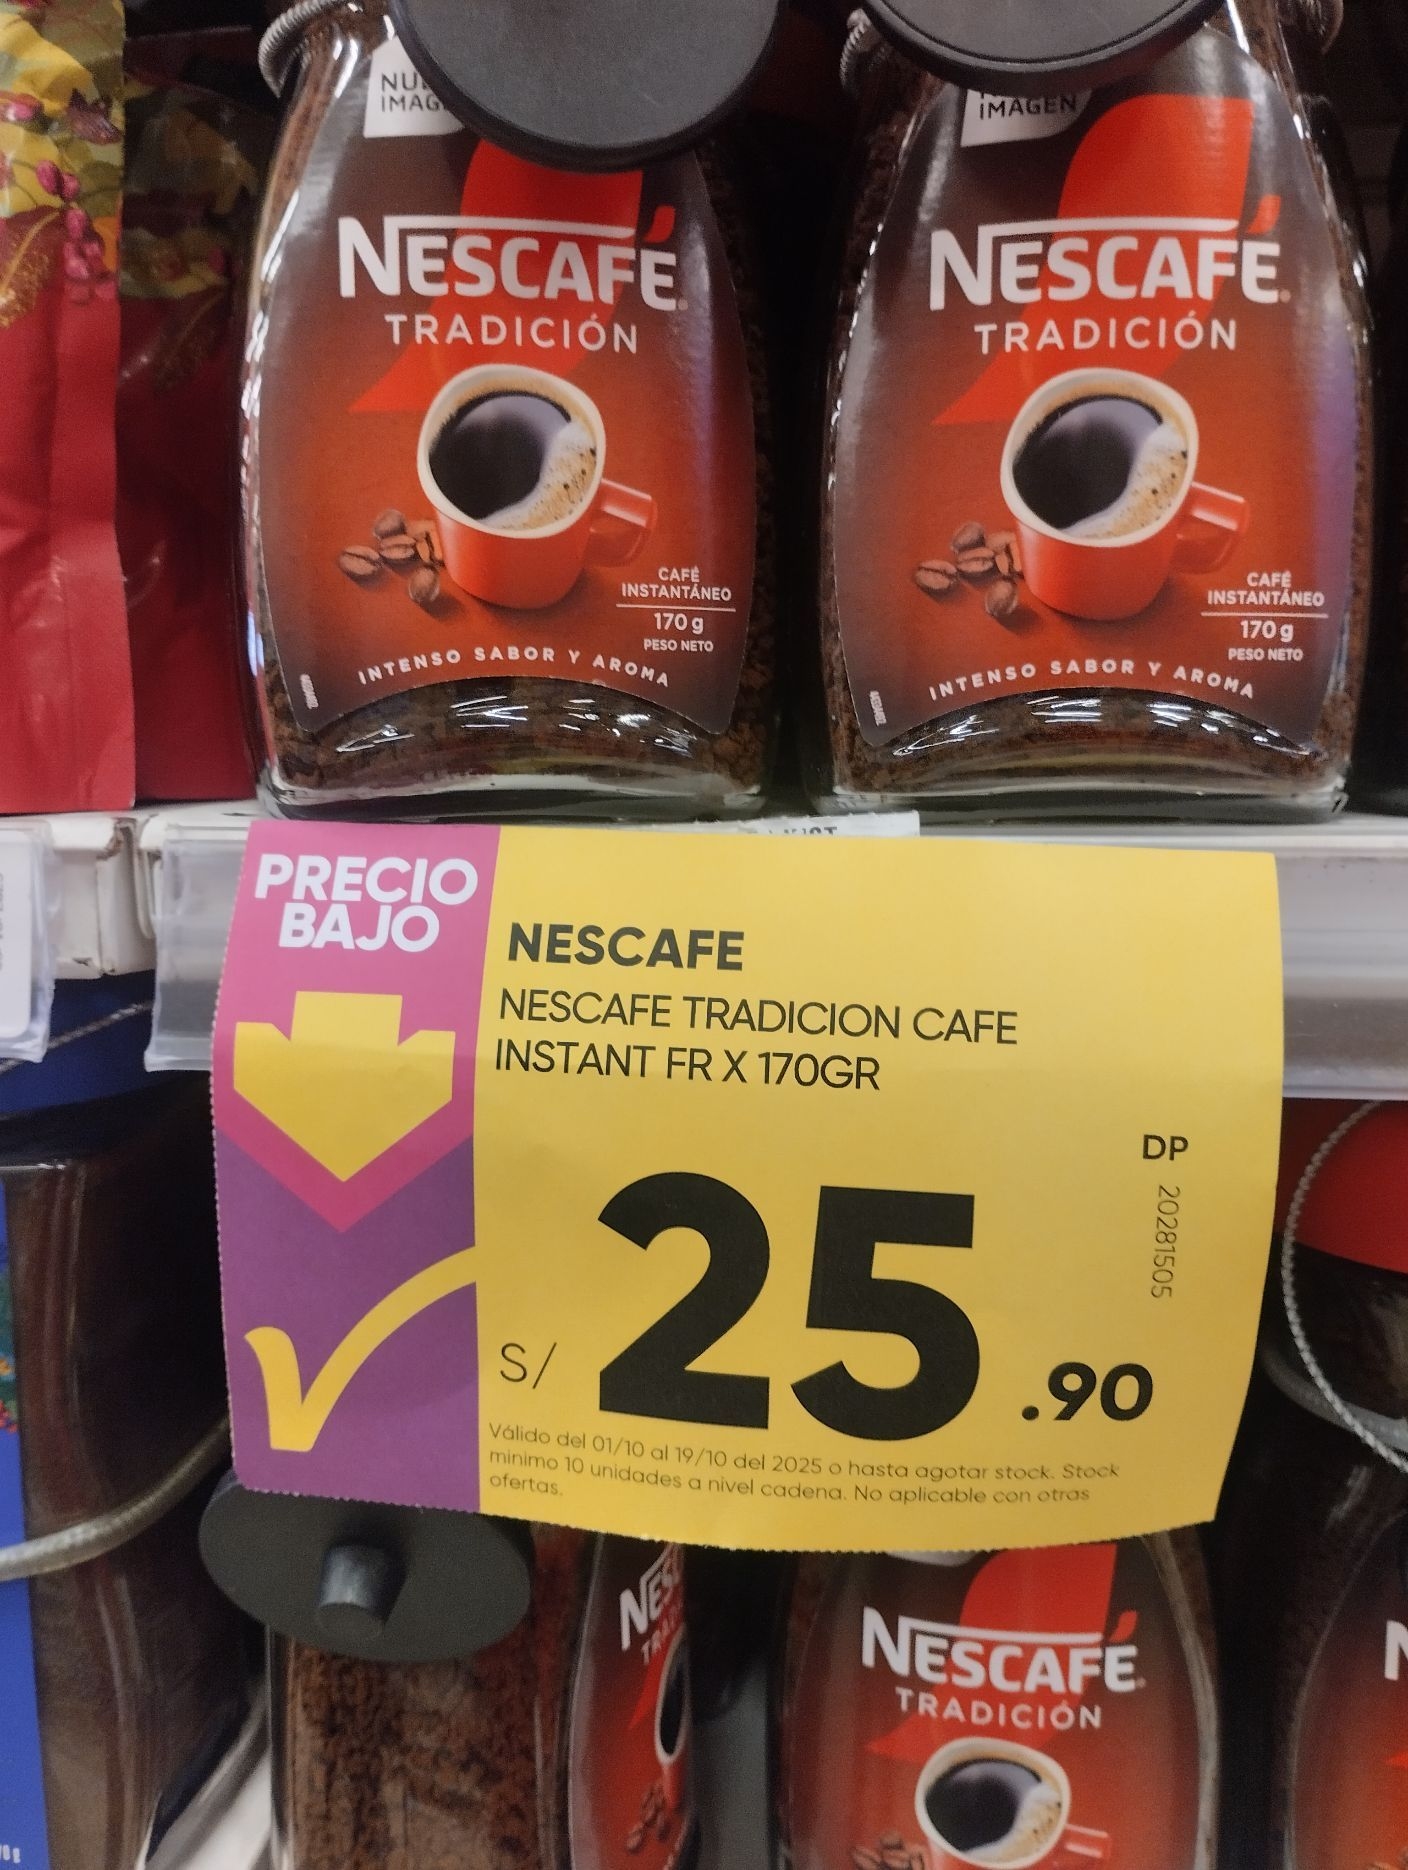 IMAGEN
NESCAFÉ
TRADICIÓN
CAFÉ
INSTANTÁNEO
170 g
PESO NETO
INTENSO SABOR Y AROMA
IMAGEN
NESCAFÉ
TRADICIÓN
CAFÉ
INSTANTÁNEO
170 g
PESO NETO
INTENSO SABOR Y AROMA
PRECIO
BAJO
NESCAFE
NESCAFE TRADICION CAFE
INSTANT FR X 170GR
DP
20281505
S/ 25.90
Válido del 01/10 al 19/10 del 2025 o hasta agotar stock. Stock
minimo 10 unidades a nivel cadena. No aplicable con otras
ofertas.
NESCAFÉ
TRADICIÓN